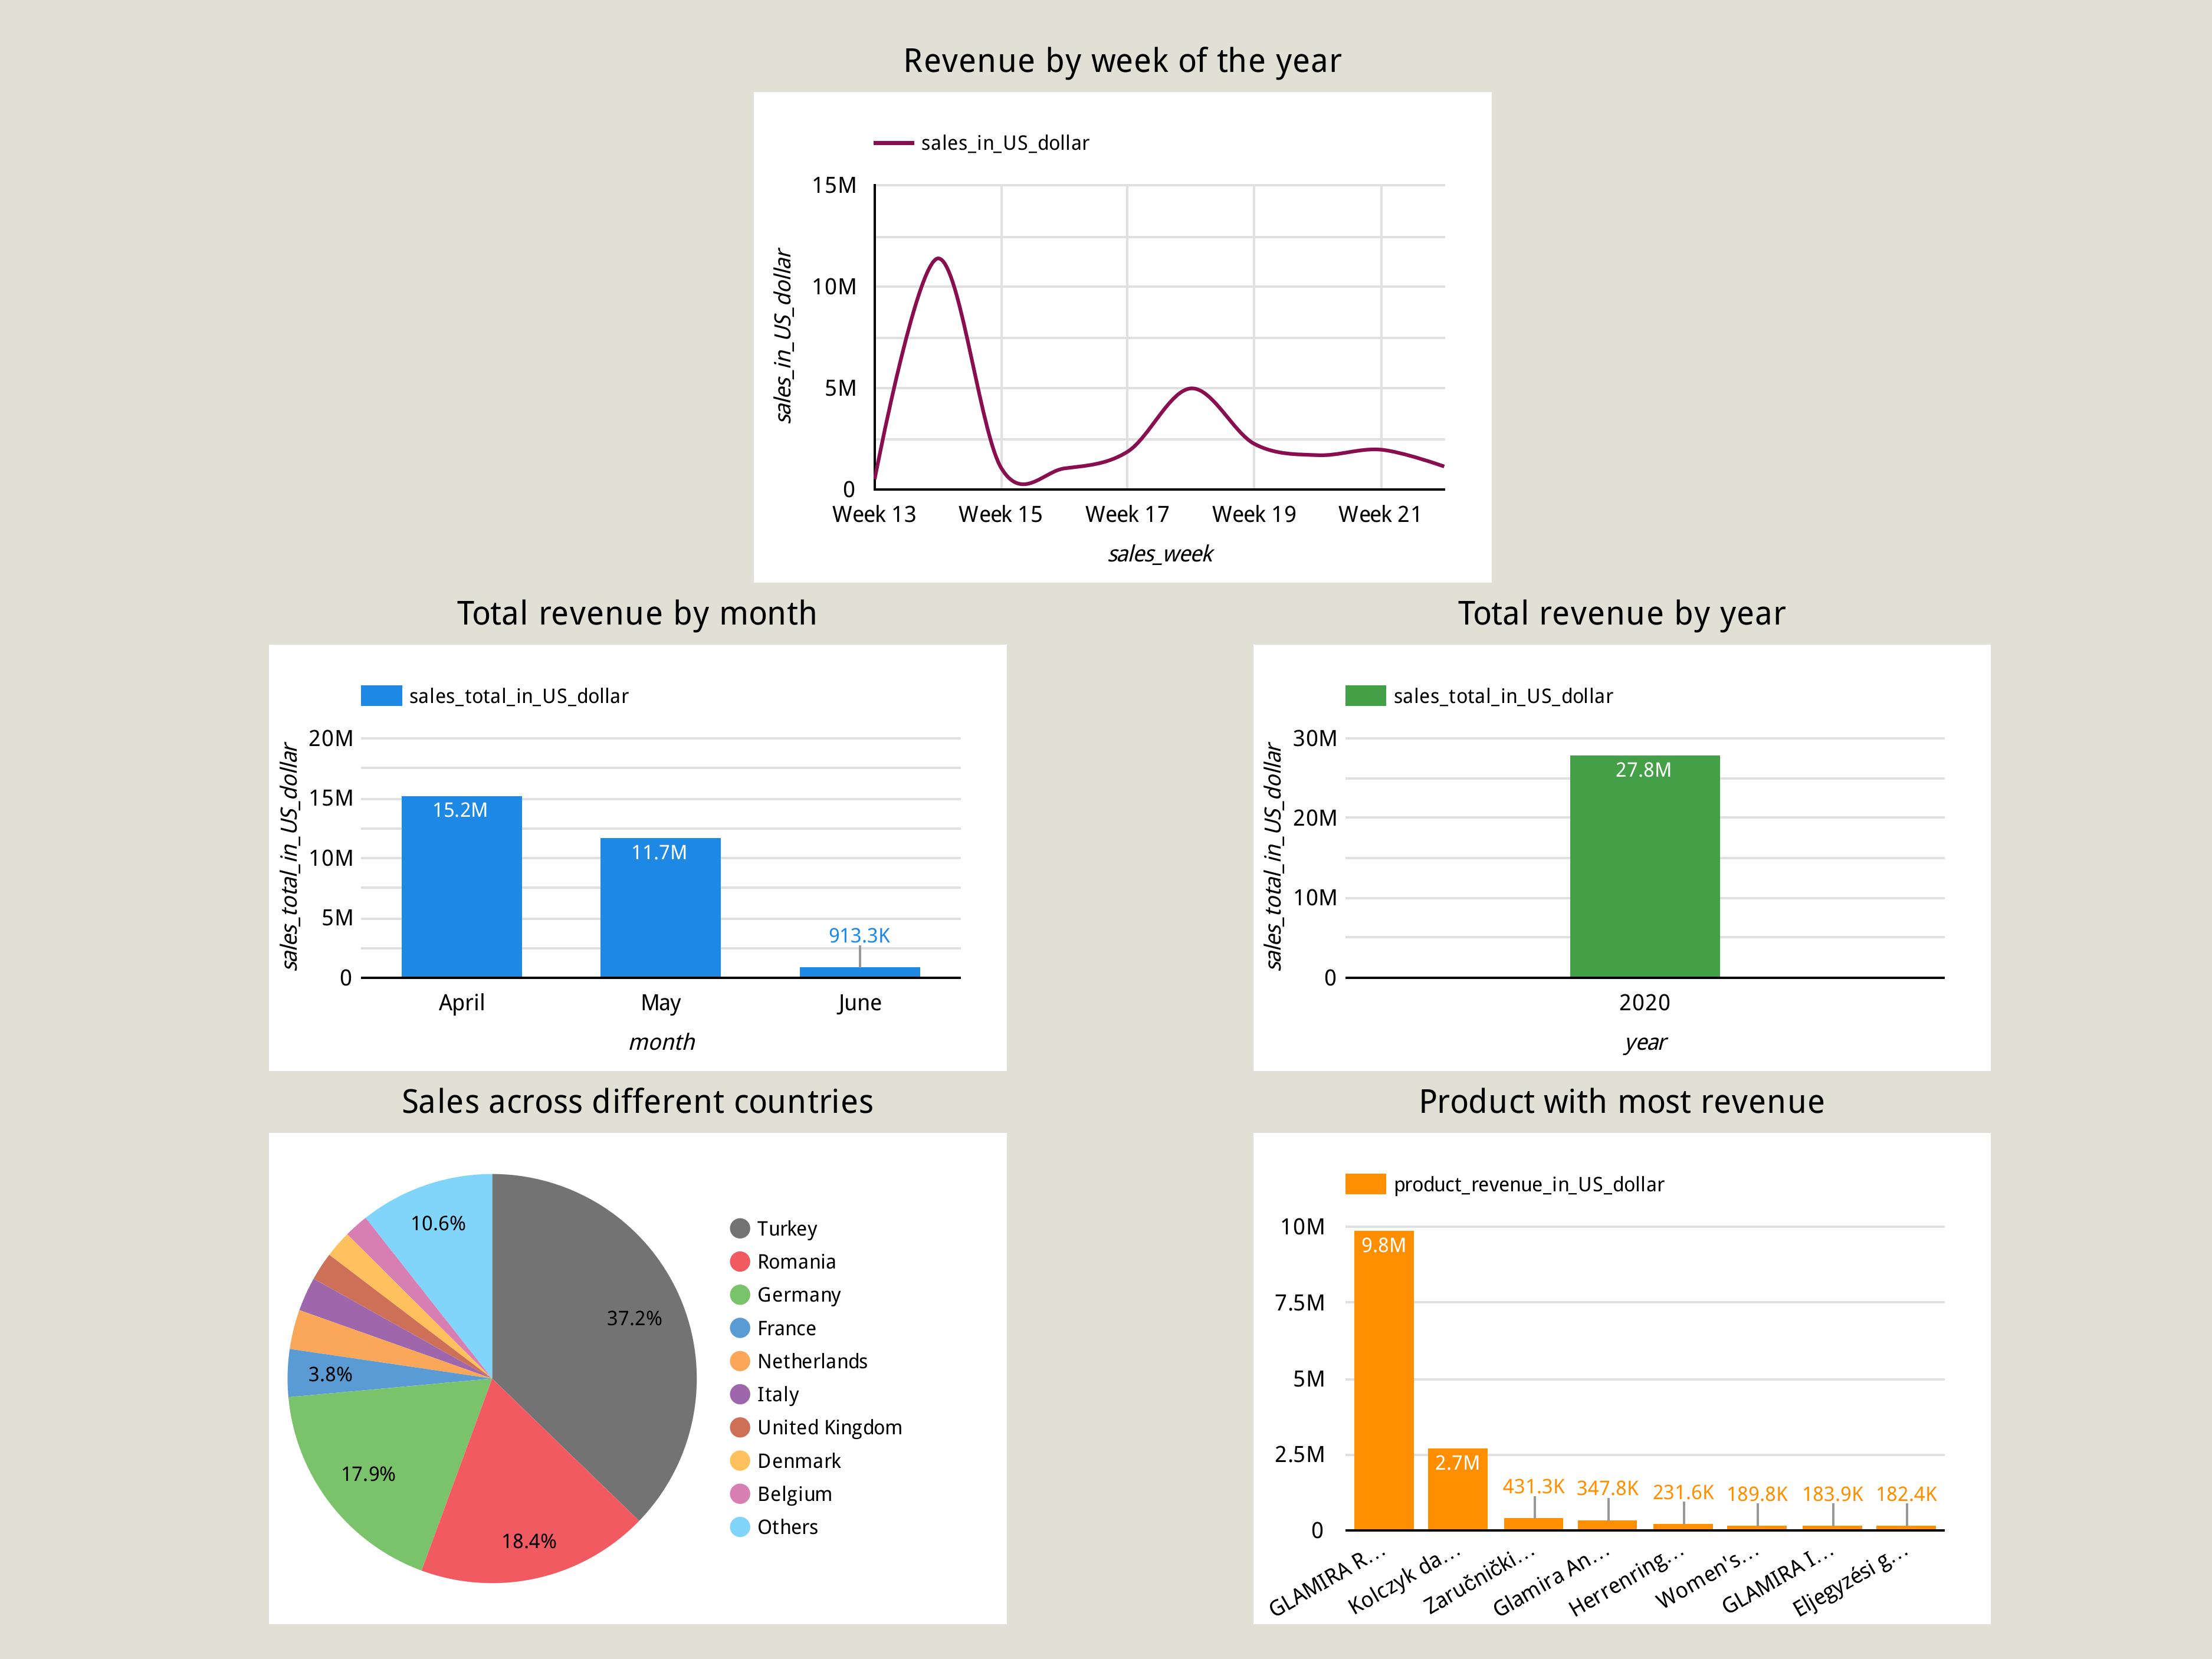 Revenue by week of the year
sales_in_US_dollar
15M
10M
5M
0
sales_in_US_dollar
Week 13 Week 15 Week 17 Week 19 Week 21
sales_week
Total revenue by month
sales_total_in_US_dollar
20M
15M
10M
5M
0
sales_total_in_US_dollar
15.2M
11.7M
913.3K
April May June
month
Total revenue by year
sales_total_in_US_dollar
30M
20M
10M
0
sales_total_in_US_dollar
27.8M
2020
year
Sales across different countries
10.6%
37.2%
3.8%
17.9%
18.4%
Turkey
Romania
Germany
France
Netherlands
Italy
United Kingdom
Denmark
Belgium
Others
Product with most revenue
product_revenue_in_US_dollar
10M
7.5M
5M
2.5M
0
9.8M
2.7M
431.3K
347.8K
231.6K
189.8K
183.9K
182.4K
GLAMIRA R…
Kolczyk da…
Zaručnički…
Glamira An…
Herrenring…
Women's…
GLAMIRA I…
Eljegyzési g…